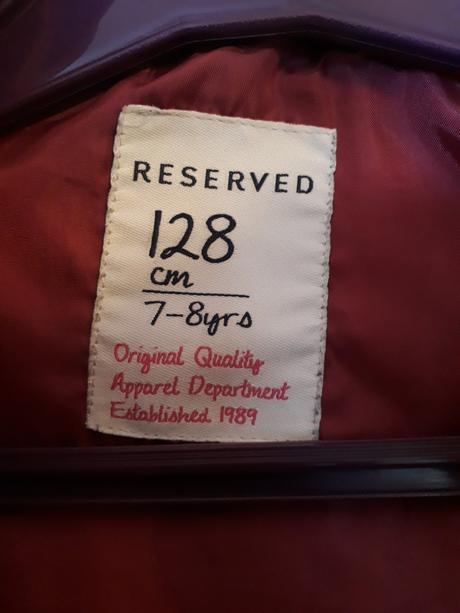 RESERVED
128
cm
7-8yrs
Original Quality
Apparel Department
Established 1989